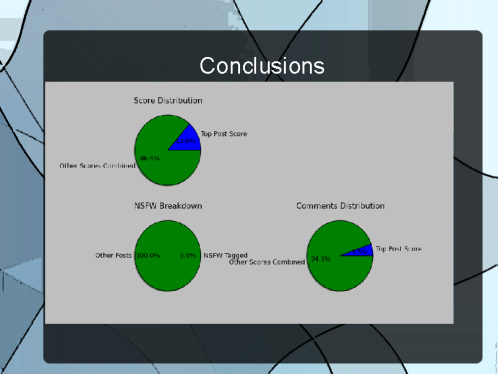 Conclusions
Score Distribution
Top Post Score
Other Scores Combined
NSFW Breakdown
Other Posts
100.0%
0.0%
NSFW Tagged
Comments Distribution
Top Post Score
Other Scores Combined